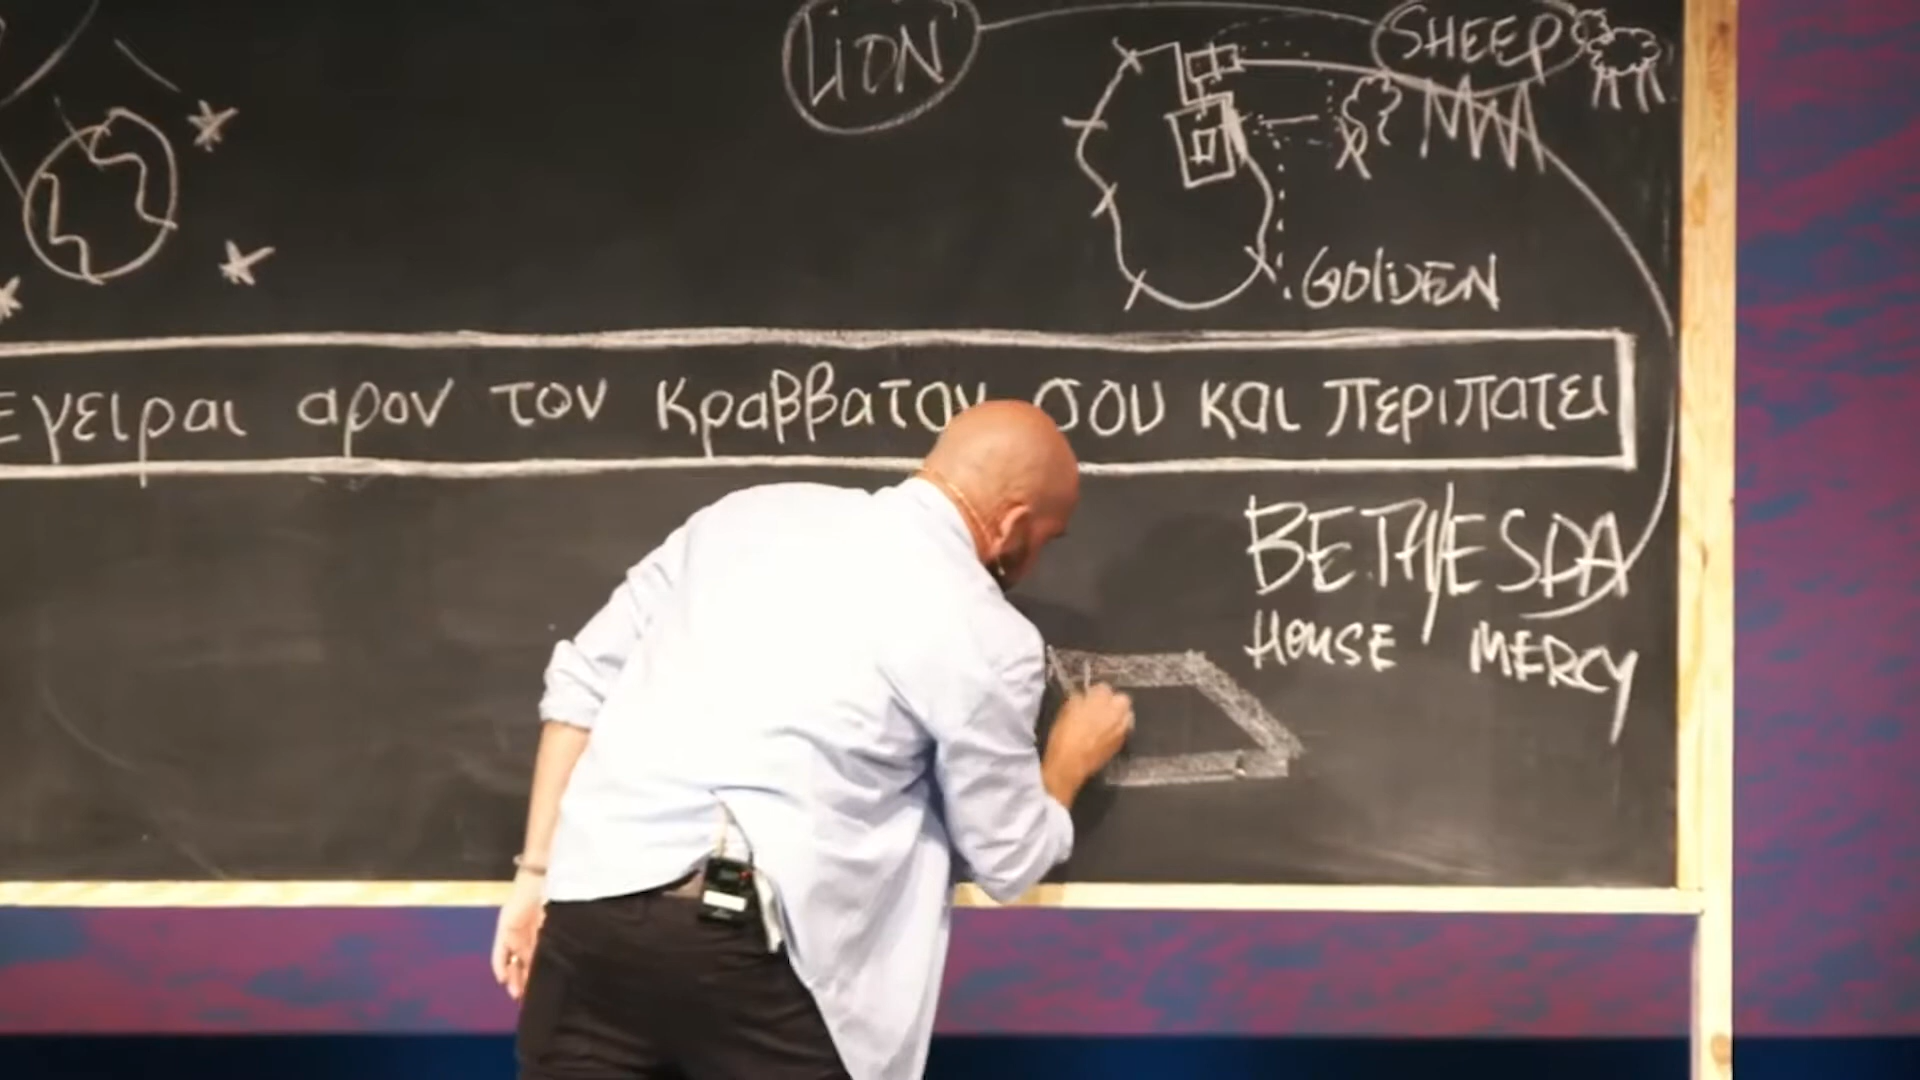 LION
SHEEP
GOLDEN
Εγειραι αρον τον κραββατον σου και περιπατει
BETHESDA
HOUSE MERCY